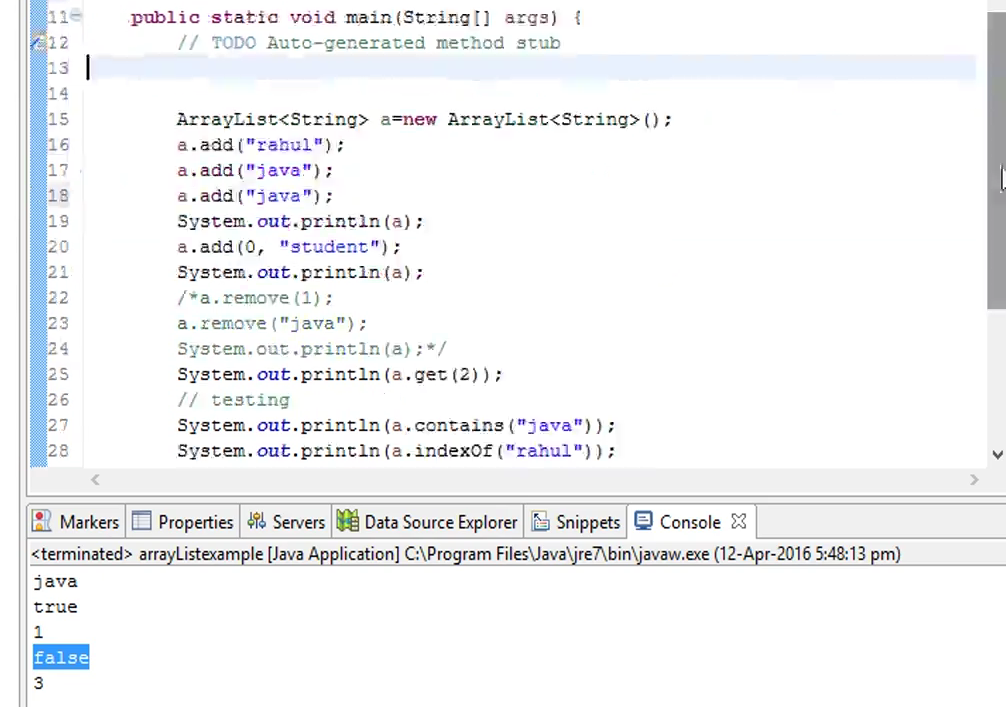 11 public static void main(String[] args) {
12 // TODO Auto-generated method stub
13
14
15 ArrayList<String> a=new ArrayList<String>();
16 a.add("rahul");
17 a.add("java");
18 a.add("java");
19 System.out.println(a);
20 a.add(0, "student");
21 System.out.println(a);
22 /*a.remove(1);
23 a.remove("java");
24 System.out.println(a);*/
25 System.out.println(a.get(2));
26 // testing
27 System.out.println(a.contains("java"));
28 System.out.println(a.indexOf("rahul"));
Markers Properties Servers Data Source Explorer Snippets Console
<terminated> arrayListexample [Java Application] C:\Program Files\Java\jre7\bin\javaw.exe (12-Apr-2016 5:48:13 pm)
java
true
1
false
3